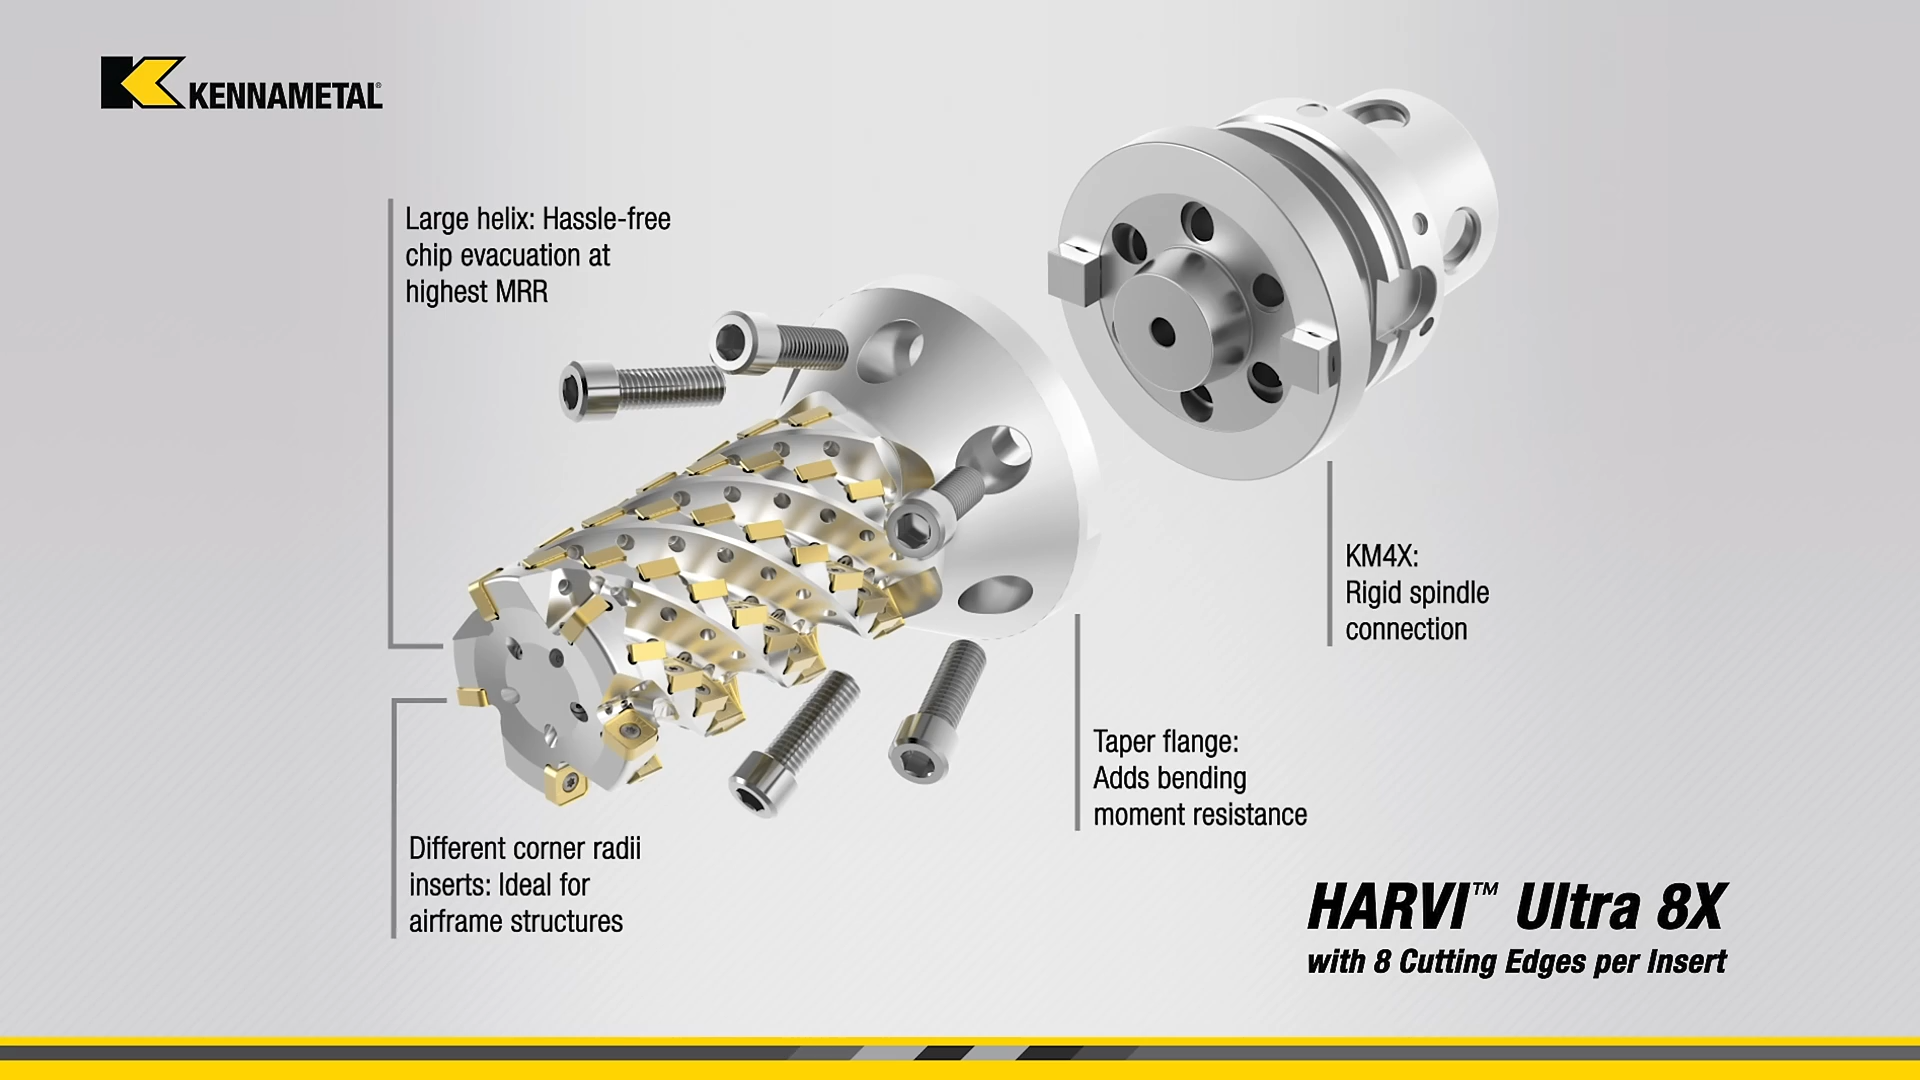 KENNAMETAL®
Large helix: Hassle-free
chip evacuation at
highest MRR
KM4X:
Rigid spindle
connection
Taper flange:
Adds bending
moment resistance
Different corner radii
inserts: Ideal for
airframe structures
HARVI™ Ultra 8X
with 8 Cutting Edges per Insert